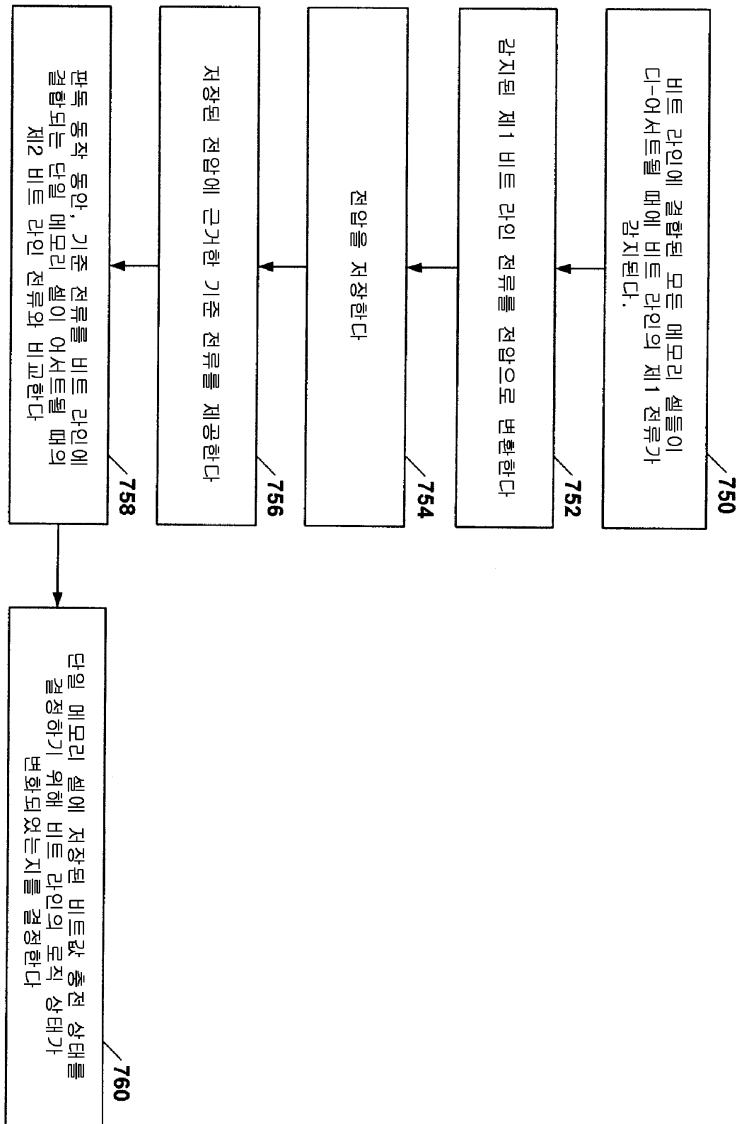 비트 라인에 결합된 모든 메모리 셀들이
디-어서트될 때에 비트 라인의 제1 전류가
감지된다.
750
감지된 제1 비트 라인 전류를 전압으로 변환한다
752
전압을 저장한다
754
저장된 전압에 근거한 기준 전류를 제공한다
756
판독 동작 동안, 기준 전류를 비트 라인에
결합되는 단일 메모리 셀이 어서트될 때의
제2 비트 라인 전류와 비교한다
758
단일 메모리 셀에 저장된 비트값 충전 상태를
결정하기 위해 비트 라인의 로직 상태가
변화되었는지를 결정한다
760